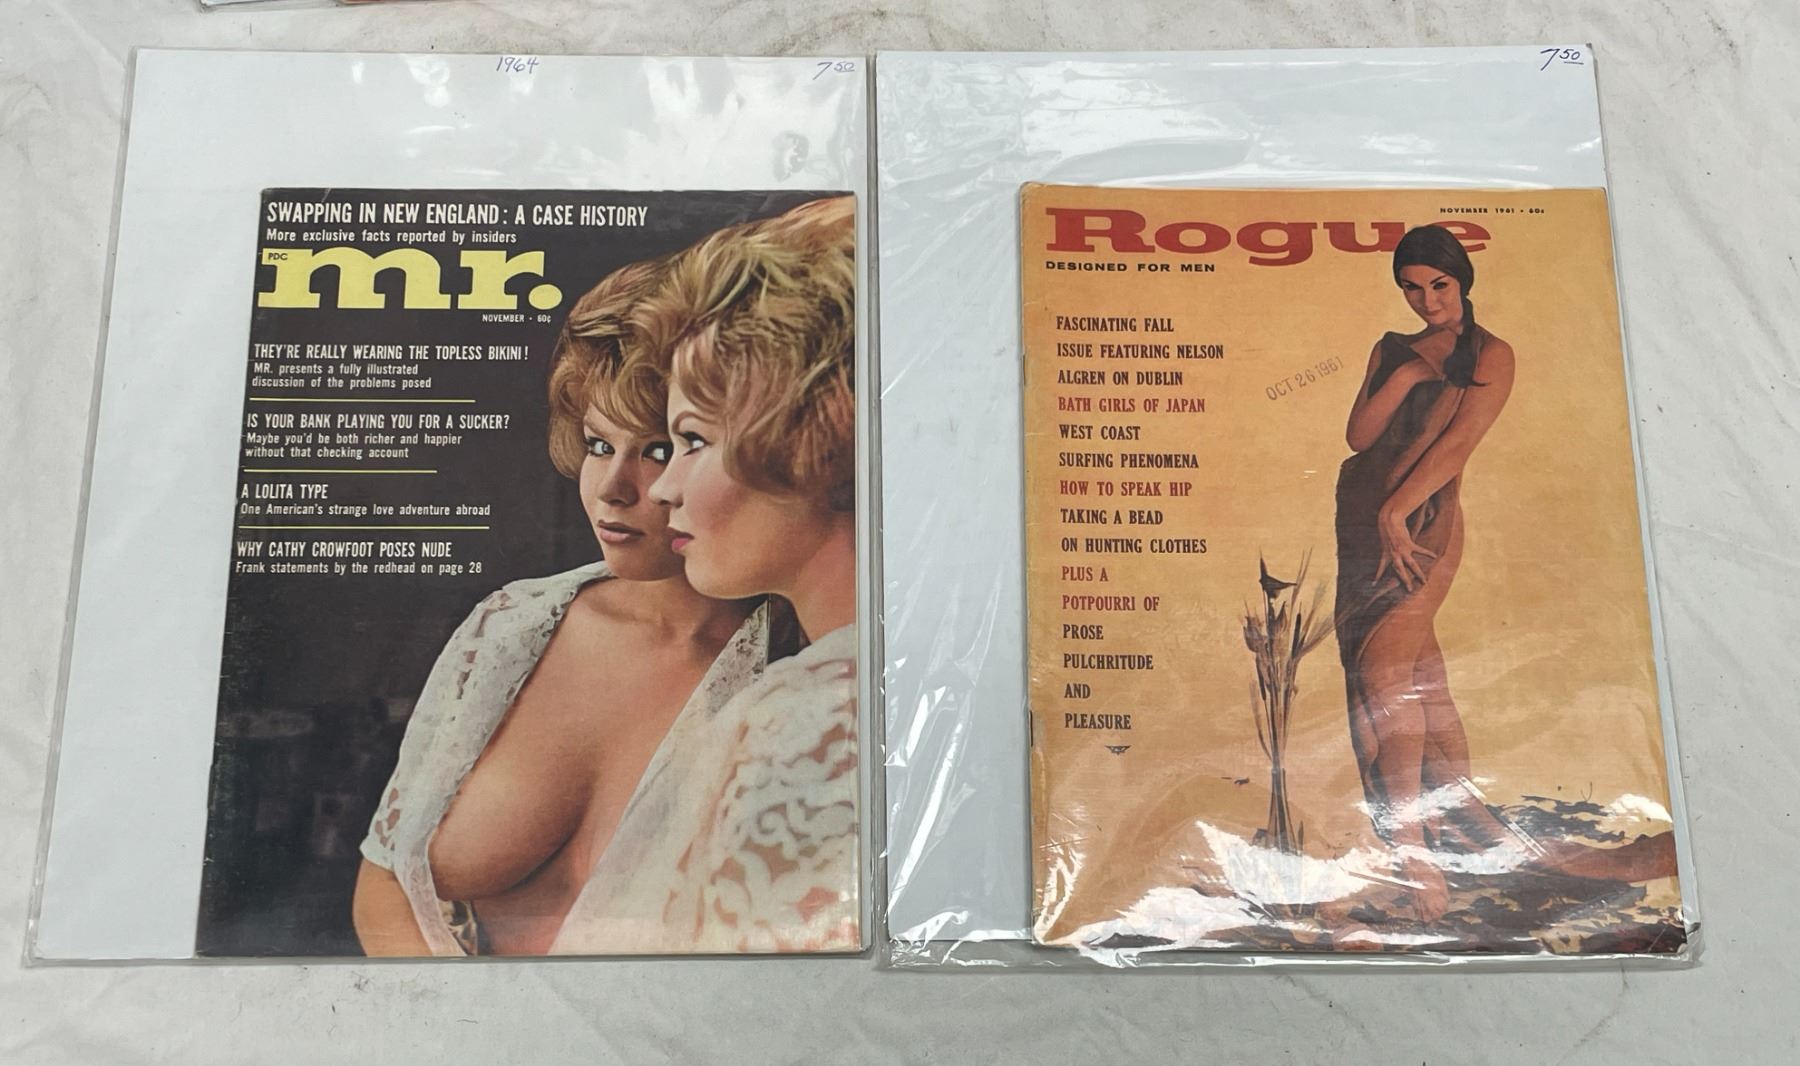 1964
7 50
SWAPPING IN NEW ENGLAND: A CASE HISTORY
More exclusive facts reported by insiders
PDC
mr.
NOVEMBER • 60¢
THEY'RE REALLY WEARING THE TOPLESS BIKINI!
MR. presents a fully illustrated
discussion of the problems posed
IS YOUR BANK PLAYING YOU FOR A SUCKER?
Maybe you'd be both richer and happier
without that checking account
A LOLITA TYPE
One American's strange love adventure abroad
WHY CATHY CROWFOOT POSES NUDE
Frank statements by the redhead on page 28
7 50
NOVEMBER 1961 • 60¢
Rogue
DESIGNED FOR MEN
FASCINATING FALL
ISSUE FEATURING NELSON
ALGREN ON DUBLIN
BATH GIRLS OF JAPAN
WEST COAST
SURFING PHENOMENA
HOW TO SPEAK HIP
TAKING A BEAD
ON HUNTING CLOTHES
PLUS A
POTPOURRI OF
PROSE
PULCHRITUDE
AND
PLEASURE
OCT 26 1961